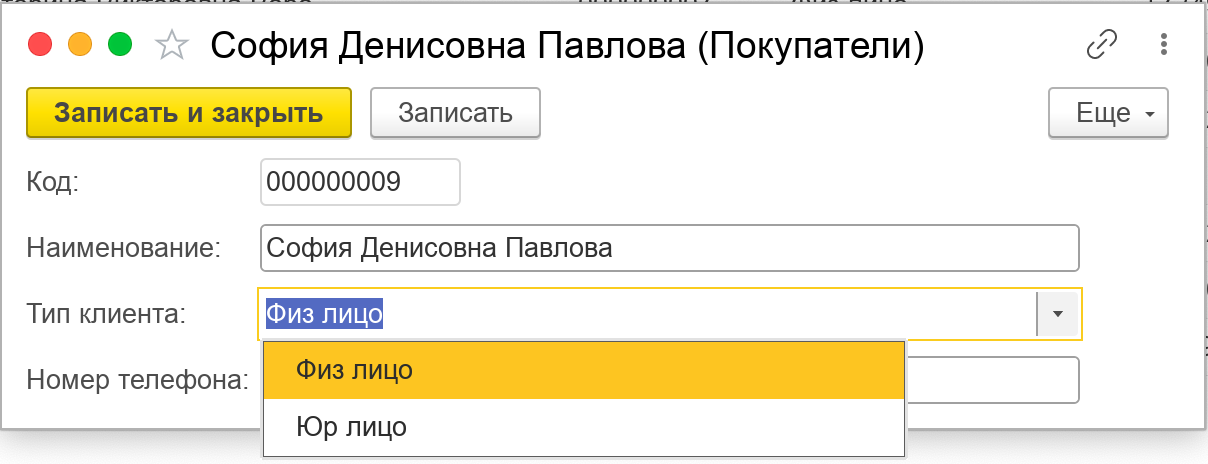 София Денисовна Павлова (Покупатели)
Записать и закрыть Записать Еще
Код: 000000009
Наименование: София Денисовна Павлова
Тип клиента: Физ лицо
Физ лицо
Номер телефона:
Юр лицо